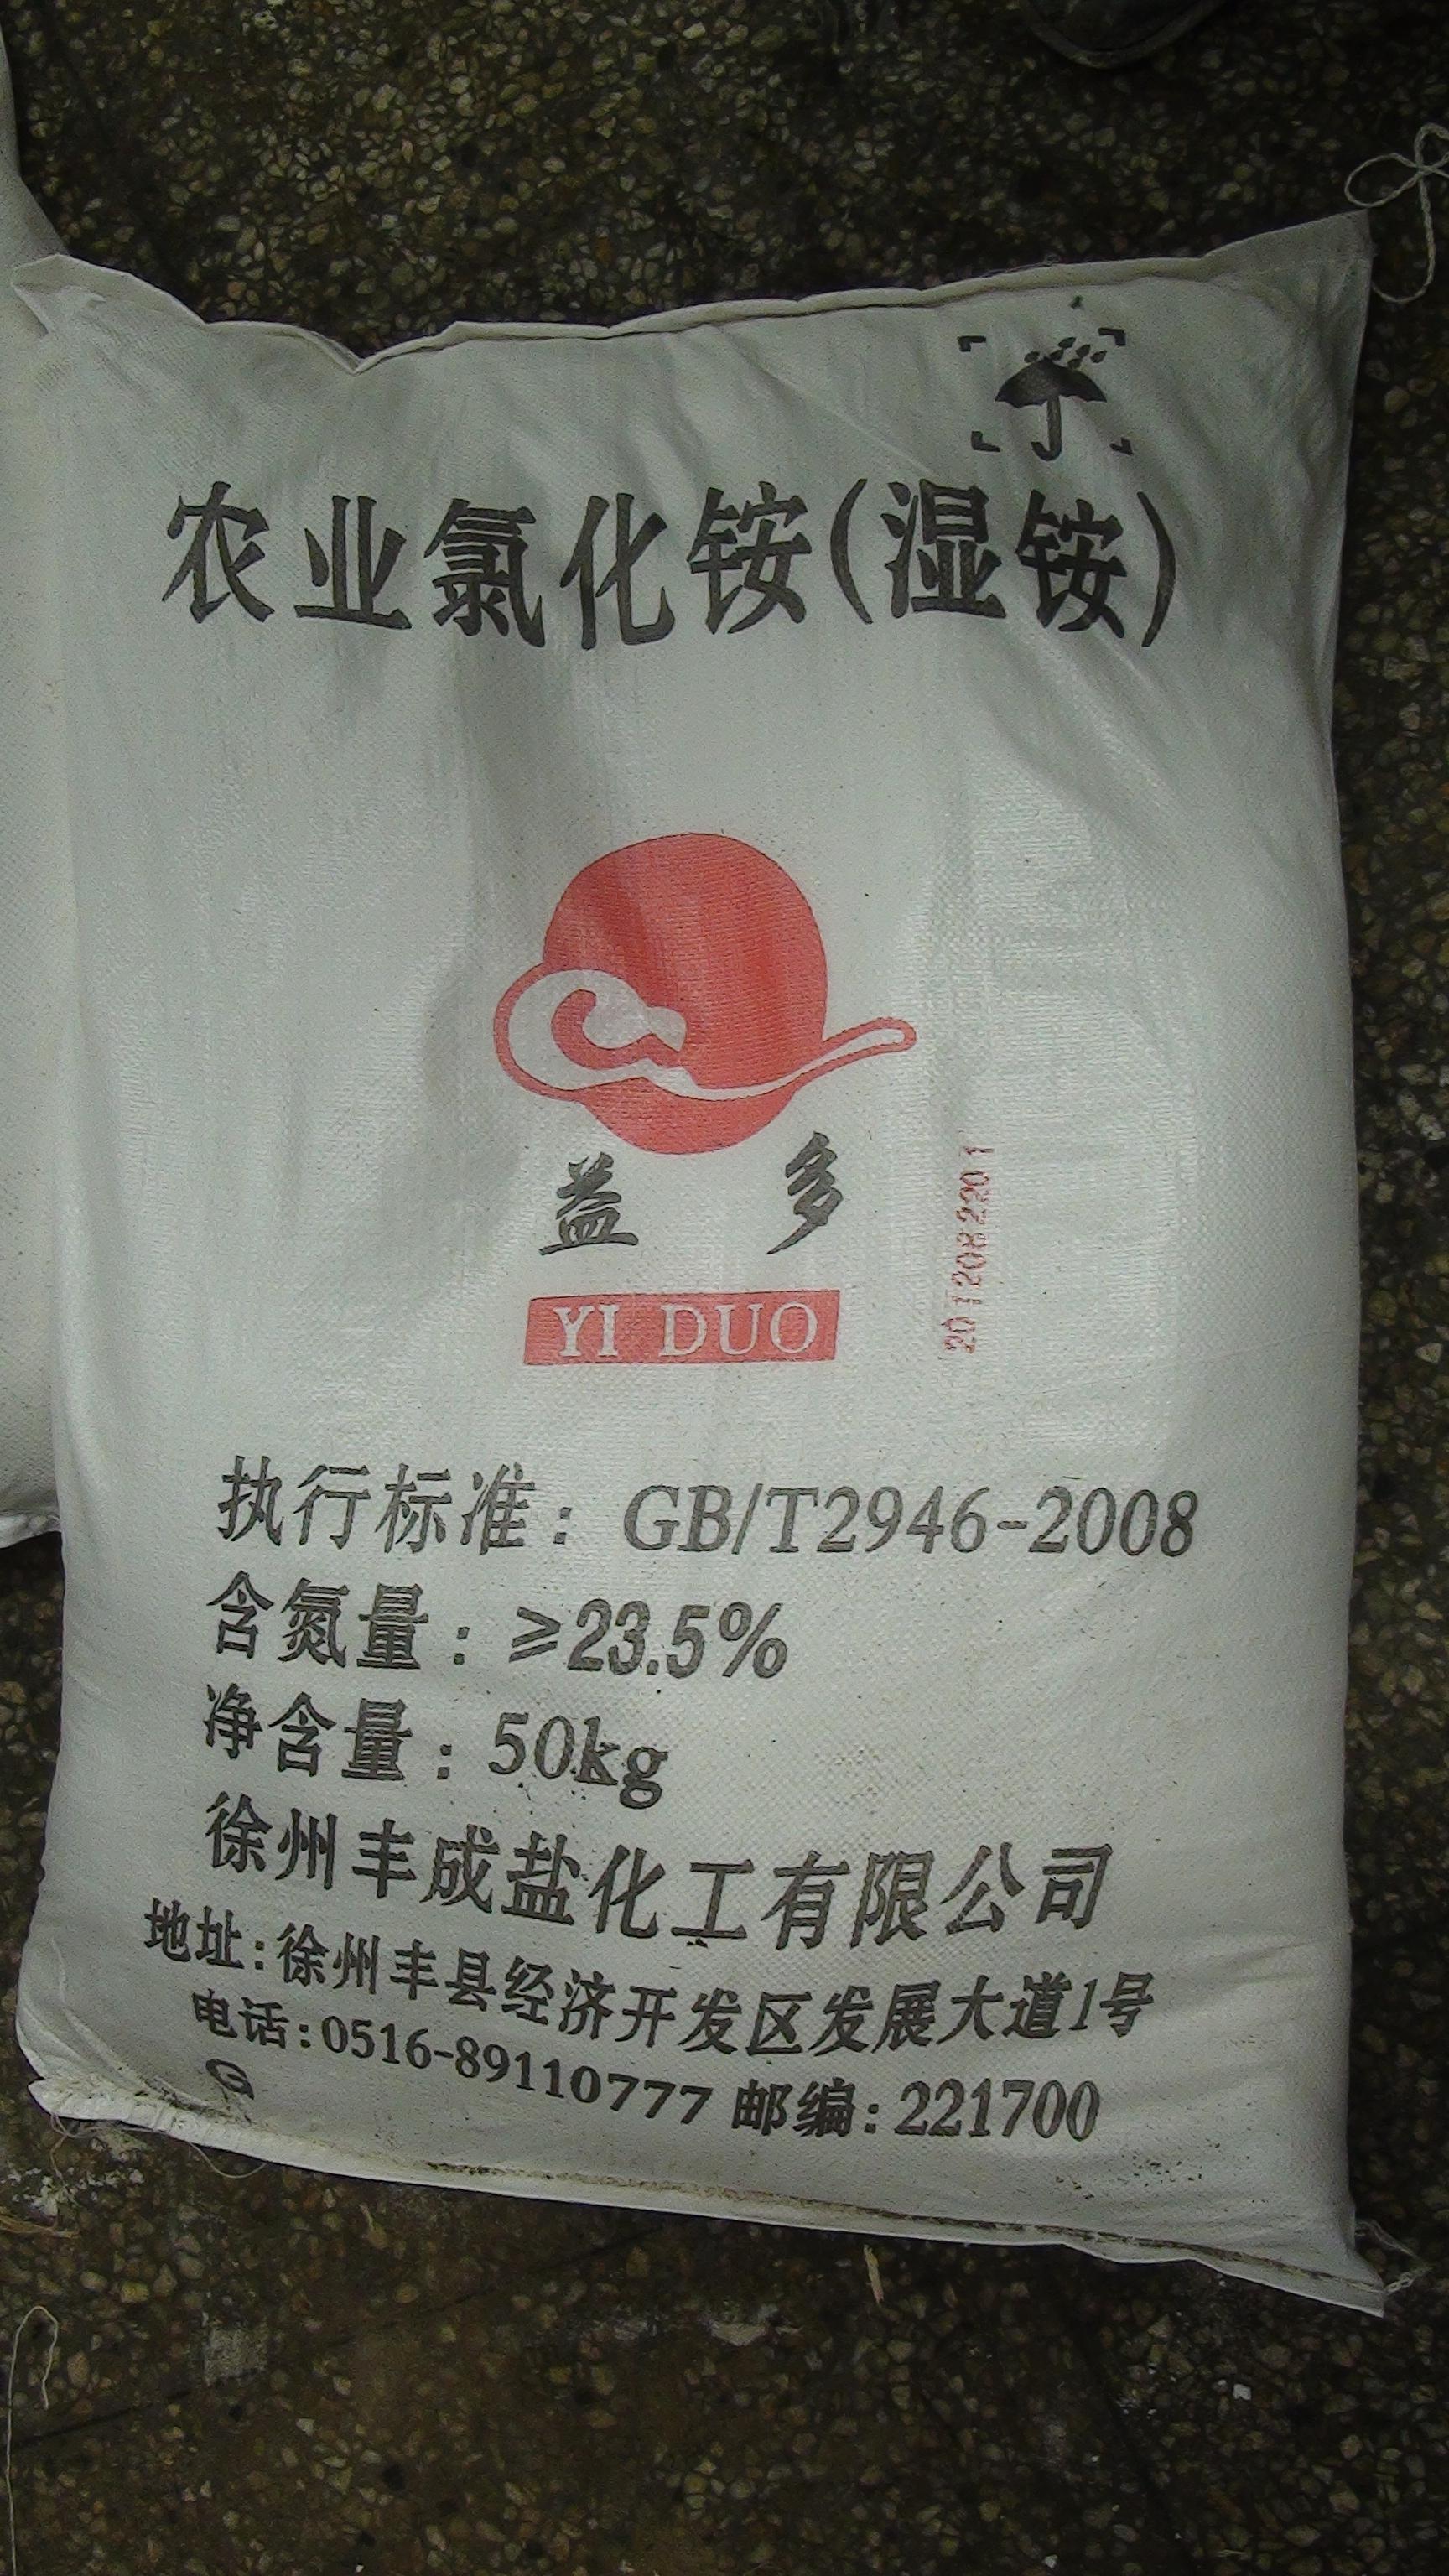 农业氯化铵(湿铵)
益多
YI DUO
2012082201
执行标准：GB/T2946-2008
含氮量：≥23.5%
净含量：50kg
徐州丰成盐化工有限公司
地址：徐州丰县经济开发区发展大道1号
电话：0516-89110777 邮编：221700
G